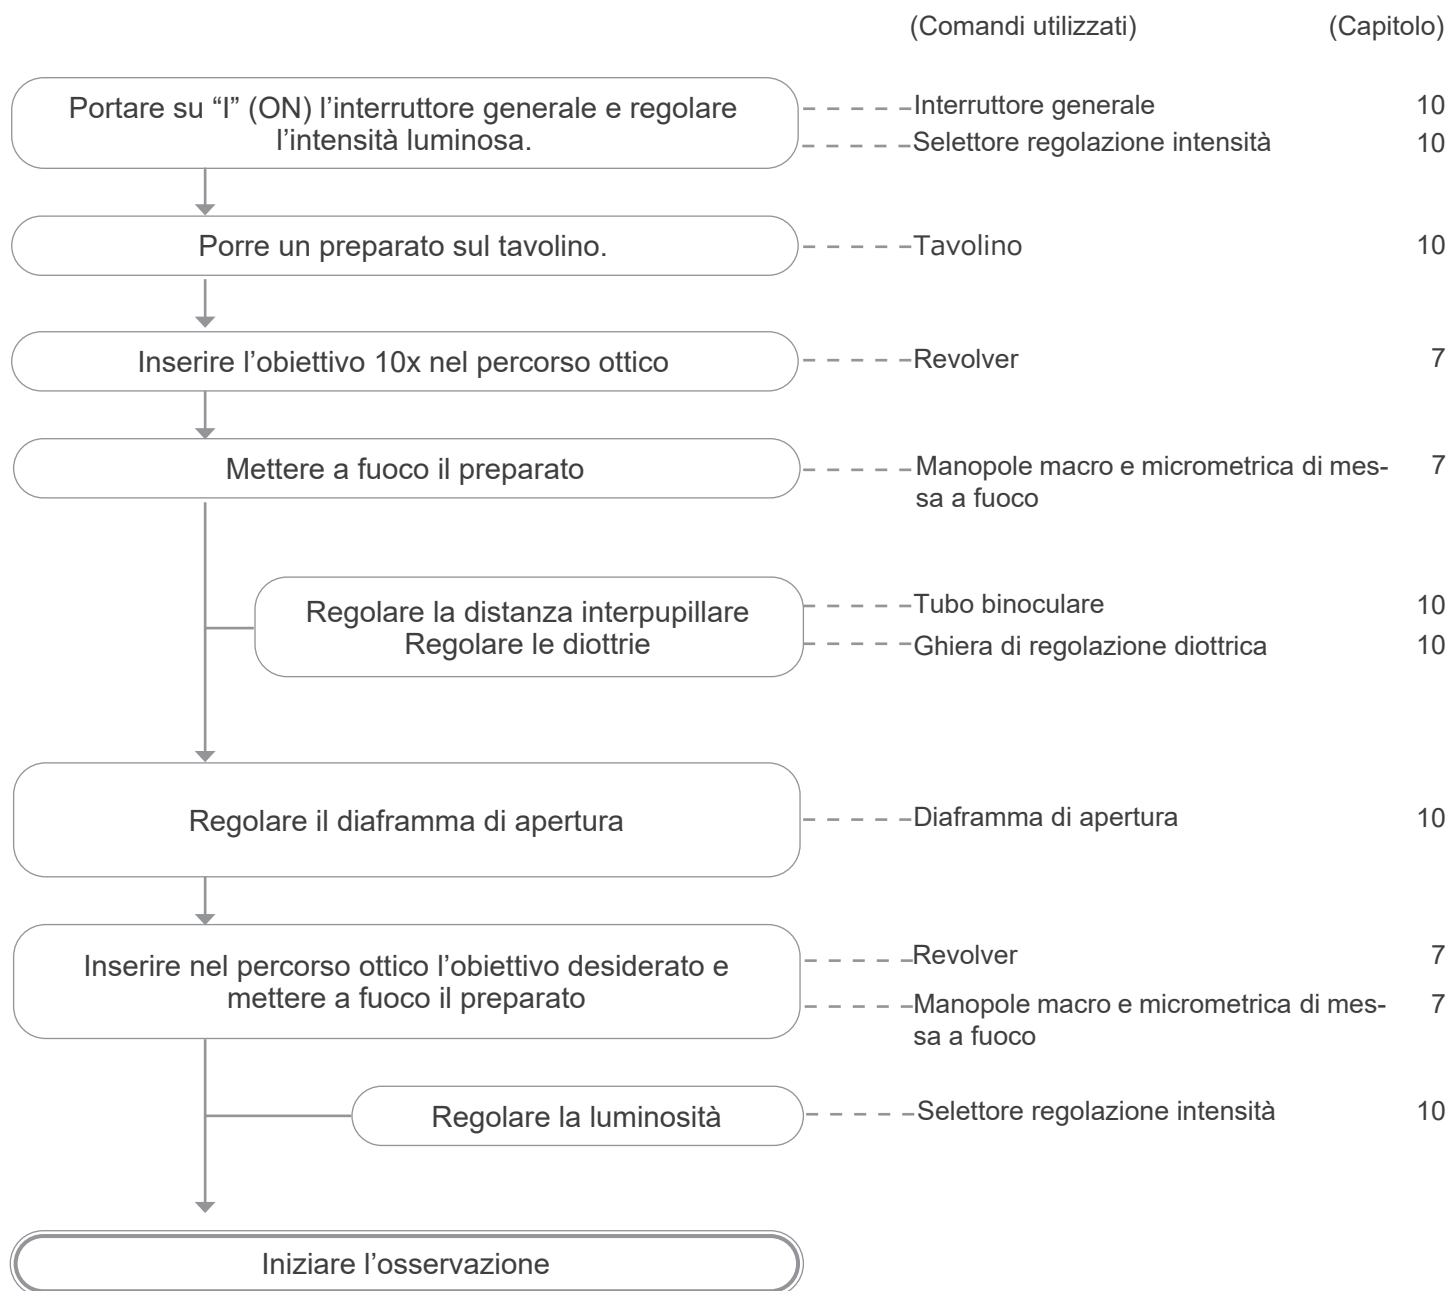 (Comandi utilizzati) (Capitolo)
Portare su “I” (ON) l’interruttore generale e regolare
l’intensità luminosa.
Interruttore generale 10
Selettore regolazione intensità 10
Porre un preparato sul tavolino.
Tavolino 10
Inserire l’obiettivo 10x nel percorso ottico
Revolver 7
Mettere a fuoco il preparato
Manopole macro e micrometrica di mes- 7
sa a fuoco
Regolare la distanza interpupillare
Regolare le diottrie
Tubo binoculare 10
Ghiera di regolazione diottrica 10
Regolare il diaframma di apertura
Diaframma di apertura 10
Inserire nel percorso ottico l’obiettivo desiderato e
mettere a fuoco il preparato
Revolver 7
Manopole macro e micrometrica di mes- 7
sa a fuoco
Regolare la luminosità
Selettore regolazione intensità 10
Iniziare l’osservazione